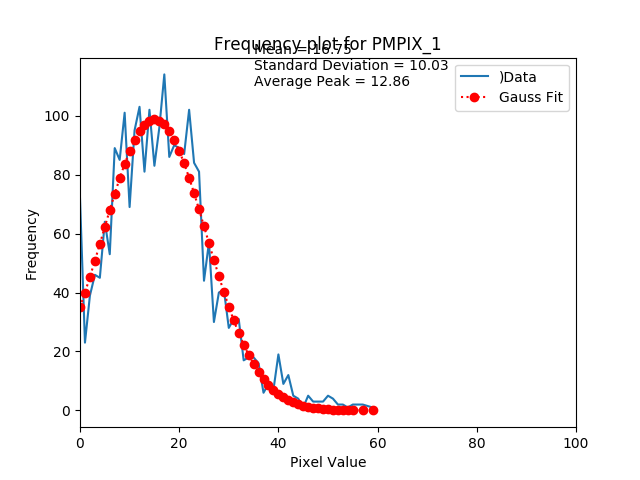 Frequency plot for PMPIX_1
Mean = 16.75
Standard Deviation = 10.03
Average Peak = 12.86
)Data
Gauss Fit
Frequency
100
80
60
40
20
0
0 20 40 60 80 100
Pixel Value